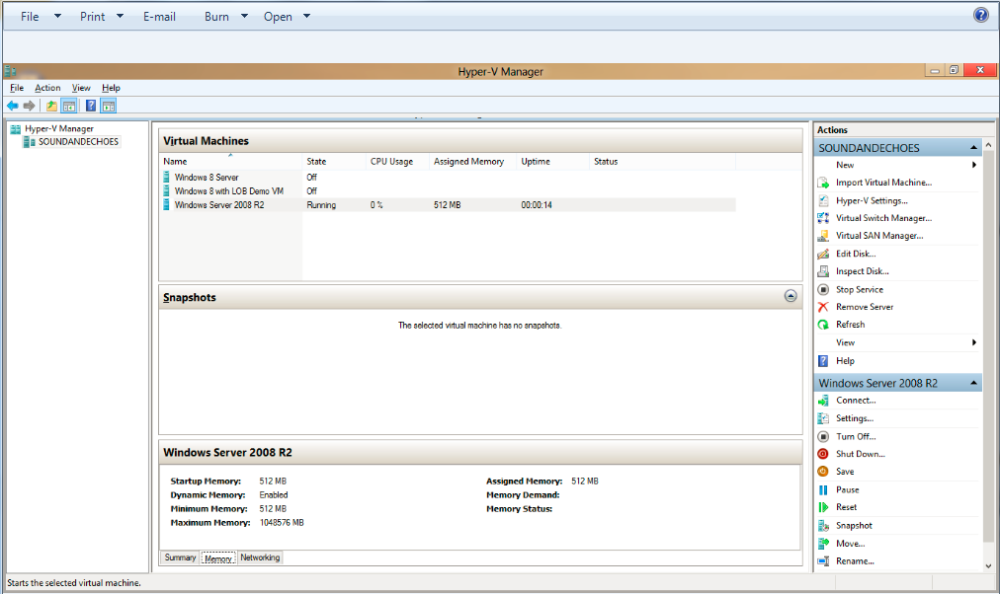 File Print E-mail Burn Open
Hyper-V Manager
File Action View Help
Hyper-V Manager
SOUNDANDECHOES
Virtual Machines
Name State CPU Usage Assigned Memory Uptime Status
Windows 8 Server Off
Windows 8 with LOB Demo VM Off
Windows Server 2008 R2 Running 0 % 512 MB 00:00:14
Snapshots
The selected virtual machine has no snapshots.
Windows Server 2008 R2
Startup Memory: 512 MB Assigned Memory: 512 MB
Dynamic Memory: Enabled Memory Demand:
Minimum Memory: 512 MB Memory Status:
Maximum Memory: 1048576 MB
Summary Memory Networking
Actions
SOUNDANDECHOES
New
Import Virtual Machine...
Hyper-V Settings...
Virtual Switch Manager...
Virtual SAN Manager...
Edit Disk...
Inspect Disk...
Stop Service
Remove Server
Refresh
View
Help
Windows Server 2008 R2
Connect...
Settings...
Turn Off...
Shut Down...
Save
Pause
Reset
Snapshot
Move...
Rename...
Starts the selected virtual machine.